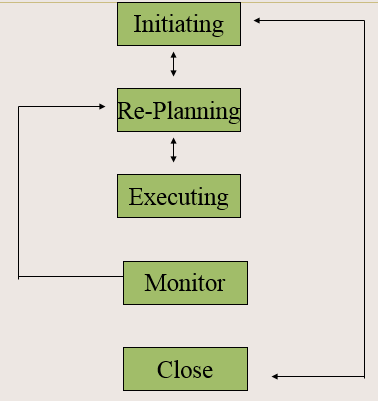 Initiating
Re-Planning
Executing
Monitor
Close